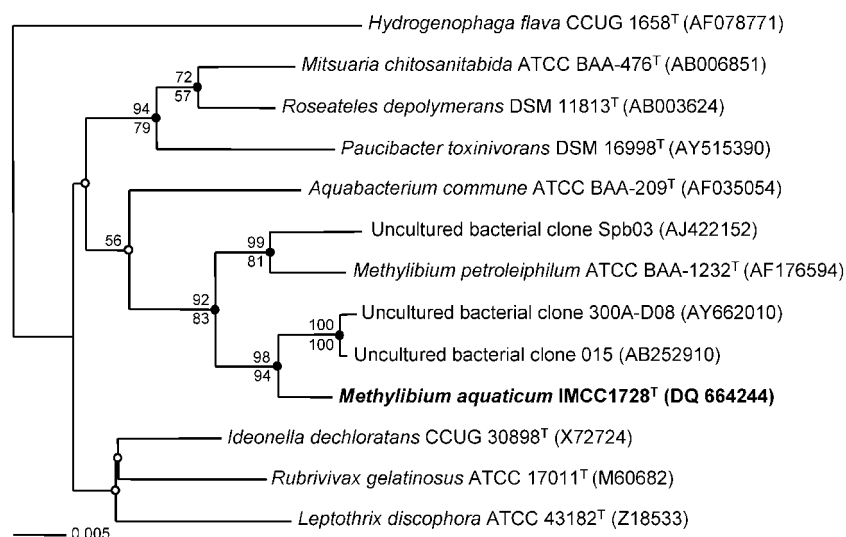 Hydrogenophaga flava CCUG 1658ᵀ (AF078771)
72
Mitsuaria chitosanitabida ATCC BAA-476ᵀ (AB006851)
57
94
Roseateles depolymerans DSM 11813ᵀ (AB003624)
79
Paucibacter toxinivorans DSM 16998ᵀ (AY515390)
Aquabacterium commune ATCC BAA-209ᵀ (AF035054)
56
99
Uncultured bacterial clone Spb03 (AJ422152)
81
Methylibium petroleiphilum ATCC BAA-1232ᵀ (AF176594)
92
83
Uncultured bacterial clone 300A-D08 (AY662010)
100
100
Uncultured bacterial clone 015 (AB252910)
98
94
Methylibium aquaticum IMCC1728ᵀ (DQ 664244)
Ideonella dechloratans CCUG 30898ᵀ (X72724)
Rubrivivax gelatinosus ATCC 17011ᵀ (M60682)
Leptothrix discophora ATCC 43182ᵀ (Z18533)
0.005